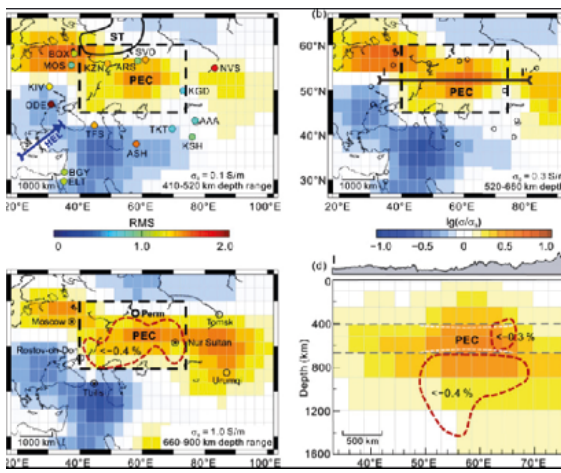 ST
BOX
SVD
MOS
KZN
ARS
NVS
PEC
KIV
KGD
ODE
AAA
TFS
TKT
HEL
ASH
KSH
BGY
ELT
σ₀ = 0.1 S/m
1000 km
410-520 km depth range
20°E 40°E 60°E 80°E 100°E
RMS
0 1.0 2.0
(b)
60°N
50°N
40°N
30°N
I
I'
PEC
σ₀ = 0.3 S/m
1000 km
520-660 km
20°E 40°E 60°E 80°E
lg(σ/σ₀)
−1.0 −0.5 0.0 0.5 1.0
Perm
Moscow
PEC
Tomsk
Nur Sultan
Rostov-on-Don
<−0.4 %
Urumqi
σ₀ = 1.0 S/m
1000 km
660-900 km depth range
20°E 40°E 60°E 80°E 100°E
(d)
I
0
400
800
1200
1600
Depth [km]
PEC
<−0.3 %
<−0.4 %
500 km
40°E 50°E 60°E 70°E